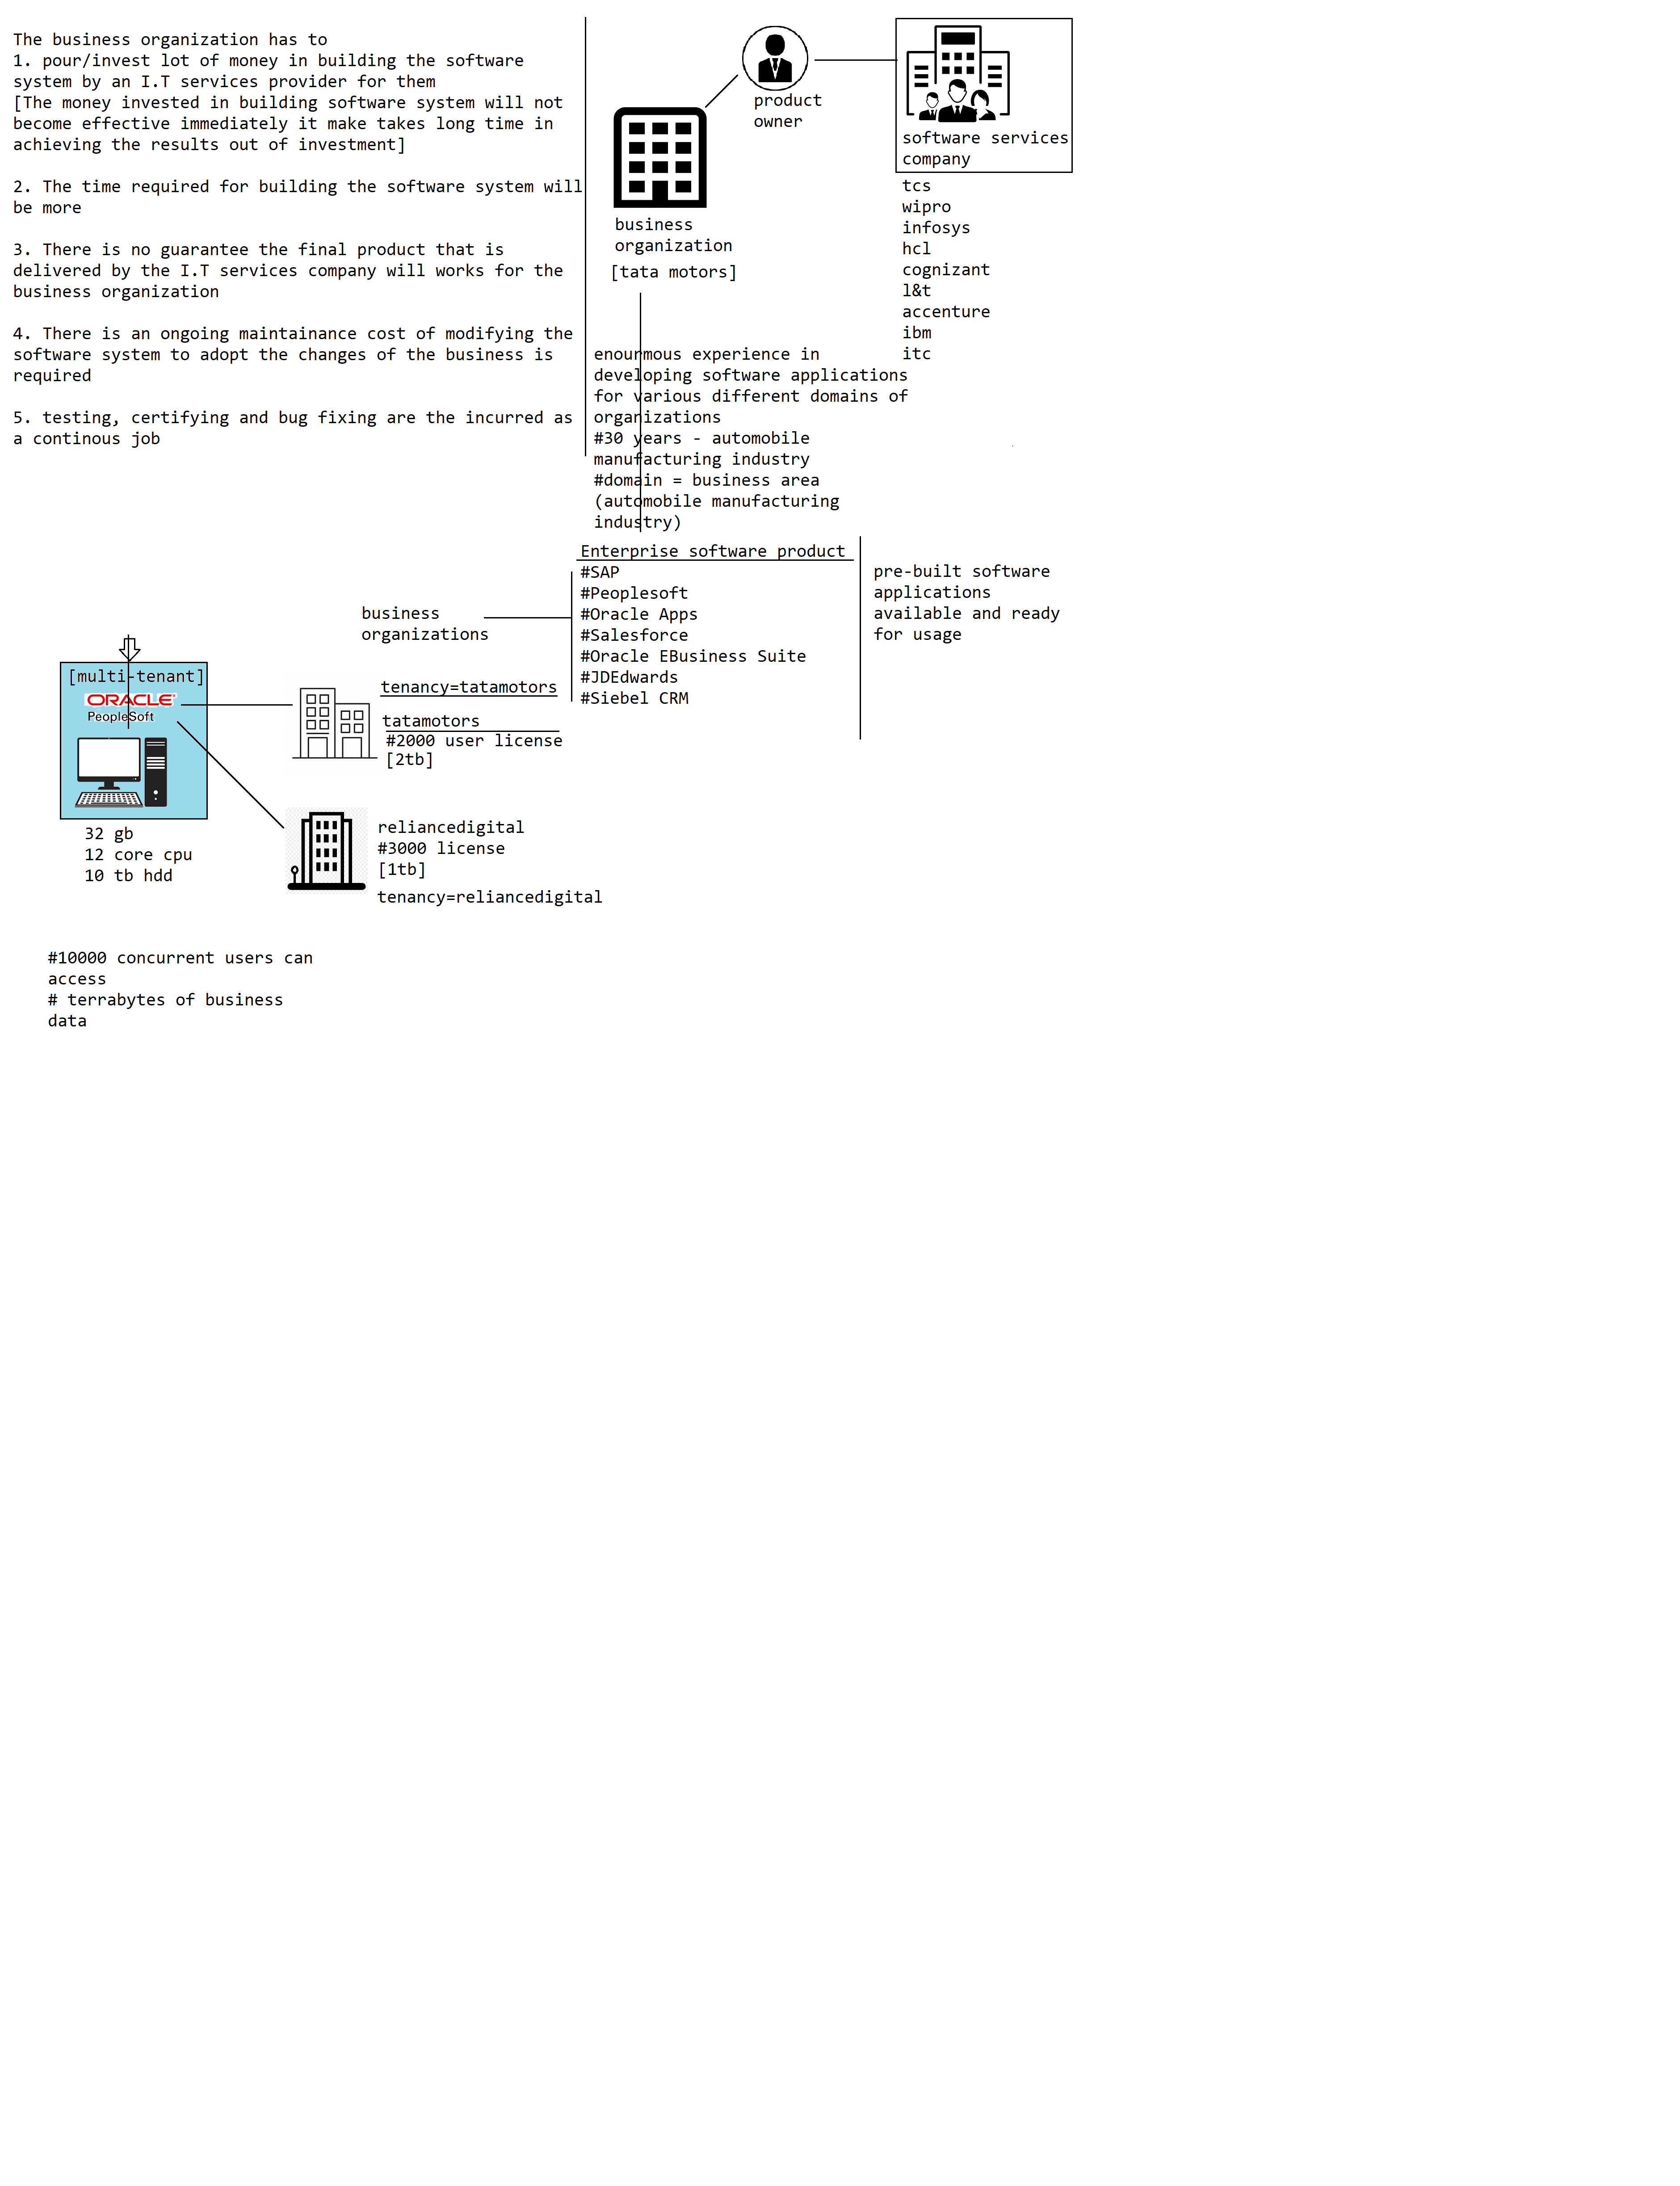 The business organization has to
1. pour/invest lot of money in building the software
system by an I.T services provider for them
[The money invested in building software system will not
become effective immediately it make takes long time in
achieving the results out of investment]
2. The time required for building the software system will
be more
3. There is no guarantee the final product that is
delivered by the I.T services company will works for the
business organization
4. There is an ongoing maintainance cost of modifying the
software system to adopt the changes of the business is
required
5. testing, certifying and bug fixing are the incurred as
a continous job
product
owner
business
organization
[tata motors]
software services
company
tcs
wipro
infosys
hcl
cognizant
l&t
accenture
ibm
itc
enourmous experience in
developing software applications
for various different domains of
organizations
#30 years - automobile
manufacturing industry
#domain = business area
(automobile manufacturing
industry)
Enterprise software product
#SAP
#Peoplesoft
#Oracle Apps
#Salesforce
#Oracle EBusiness Suite
#JDEdwards
#Siebel CRM
pre-built software
applications
available and ready
for usage
business
organizations
[multi-tenant]
ORACLE
PeopleSoft
32 gb
12 core cpu
10 tb hdd
tenancy=tatamotors
tatamotors
#2000 user license
[2tb]
reliancedigital
#3000 license
[1tb]
tenancy=reliancedigital
#10000 concurrent users can
access
# terrabytes of business
data